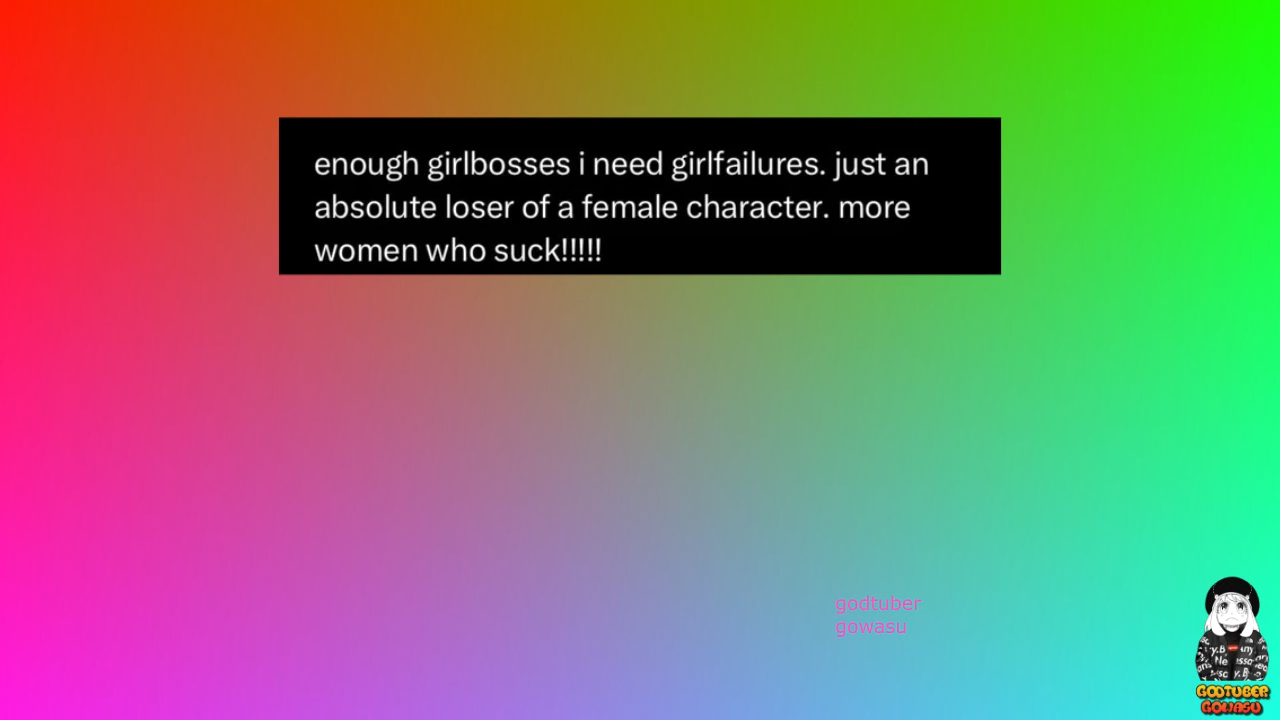 enough girlbosses i need girlfailures. just an
absolute loser of a female character. more
women who suck!!!!!
godtuber
gowasu
GODTUBER
GOWASU